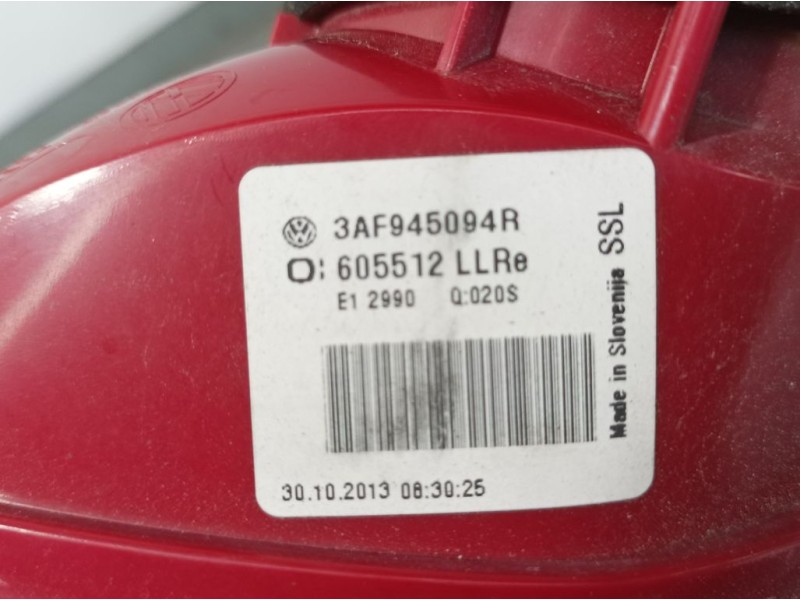 3AF945094R
O: 605512 LLRe
E1 2990 Q:020S
30.10.2013 08:30:25
Made in Slovenija SSL